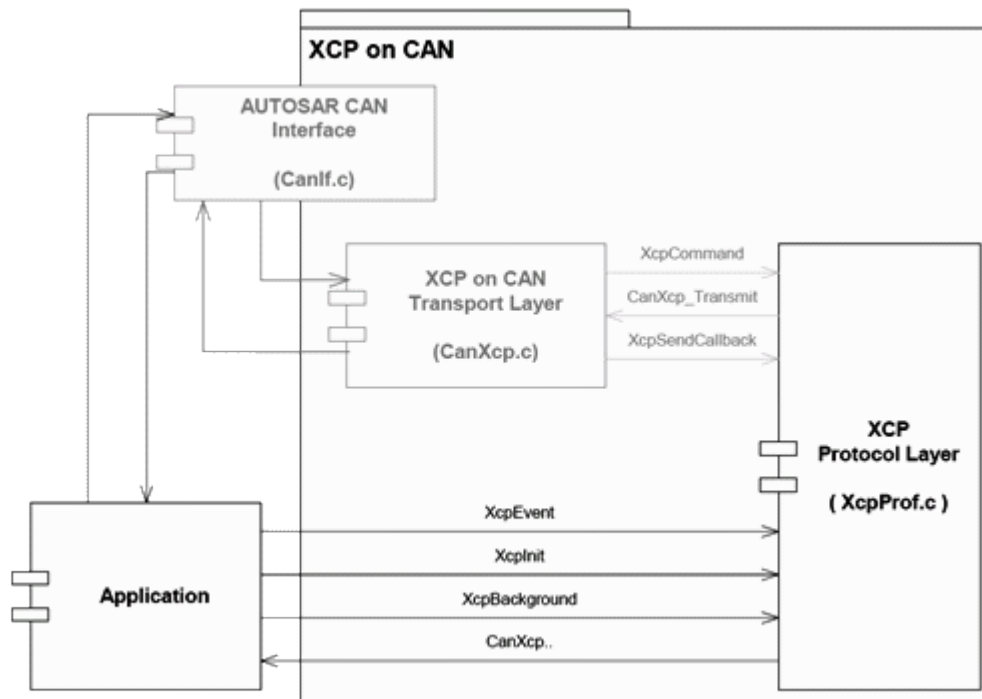 XCP on CAN
AUTOSAR CAN
Interface
(CanIf.c)
XCP on CAN
Transport Layer
(CanXcp.c)
XcpCommand
CanXcp_Transmit
XcpSendCallback
XCP
Protocol Layer
( XcpProf.c )
Application
XcpEvent
XcpInit
XcpBackground
CanXcp..